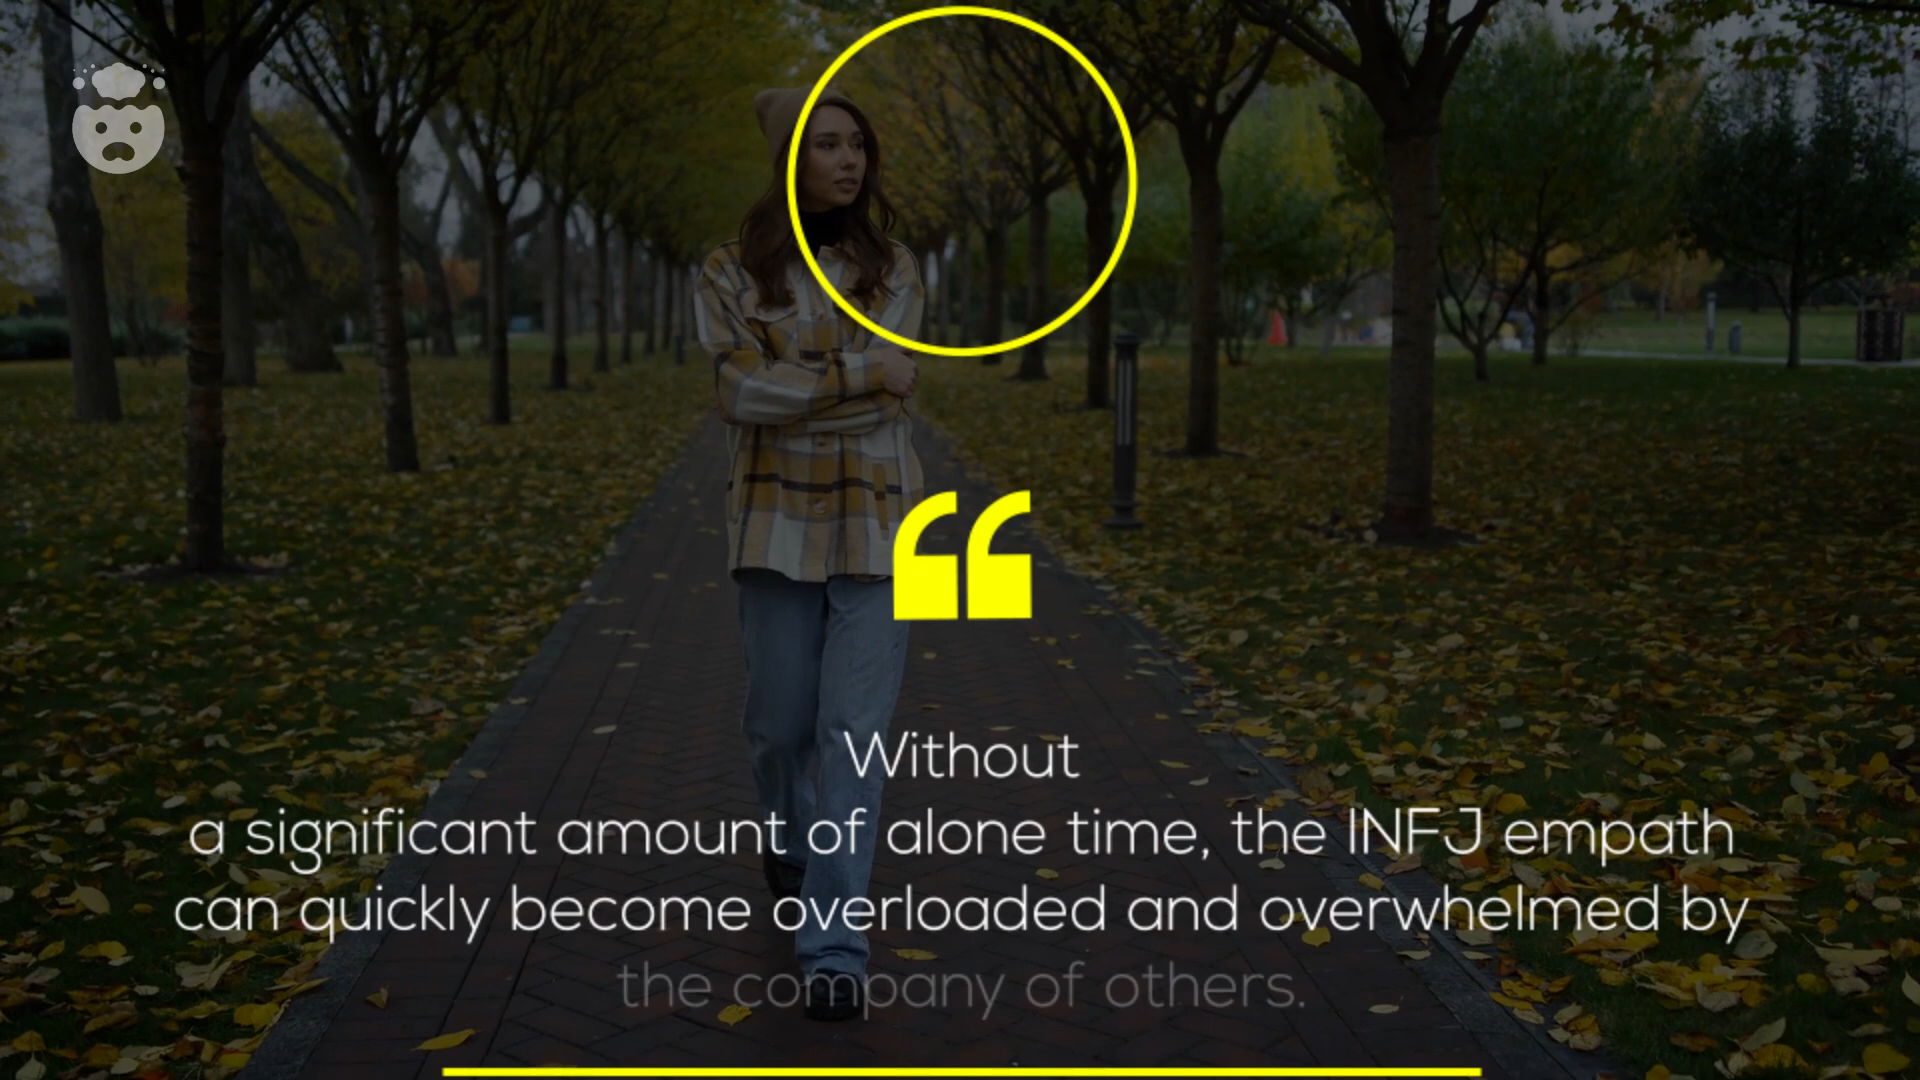 Without
a significant amount of alone time, the INFJ empath
can quickly become overloaded and overwhelmed by
the company of others.